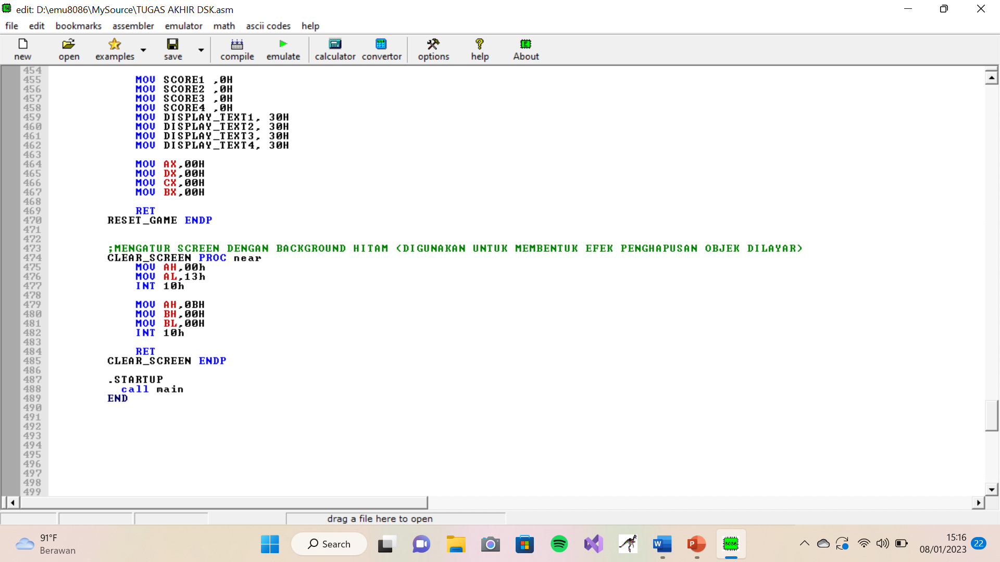 edit: D:\emu8086\MySource\TUGAS AKHIR DSK.asm
file edit bookmarks assembler emulator math ascii codes help
new open examples save compile emulate calculator convertor options help About
454
455 MOV SCORE1 ,0H
456 MOV SCORE2 ,0H
457 MOV SCORE3 ,0H
458 MOV SCORE4 ,0H
459 MOV DISPLAY_TEXT1, 30H
460 MOV DISPLAY_TEXT2, 30H
461 MOV DISPLAY_TEXT3, 30H
462 MOV DISPLAY_TEXT4, 30H
463
464 MOV AX,00H
465 MOV DX,00H
466 MOV CX,00H
467 MOV BX,00H
468
469 RET
470 RESET_GAME ENDP
471
472
473 ;MENGATUR SCREEN DENGAN BACKGROUND HITAM (DIGUNAKAN UNTUK MEMBENTUK EFEK PENGHAPUSAN OBJEK DILAYAR)
474 CLEAR_SCREEN PROC near
475 MOV AH,00h
476 MOV AL,13h
477 INT 10h
478
479 MOV AH,0BH
480 MOV BH,00H
481 MOV BL,00H
482 INT 10h
483
484 RET
485 CLEAR_SCREEN ENDP
486
487 .STARTUP
488 call main
489 END
490
491
492
493
494
495
496
497
498
499
drag a file here to open
91°F
Berawan
Search
15:16
08/01/2023
22